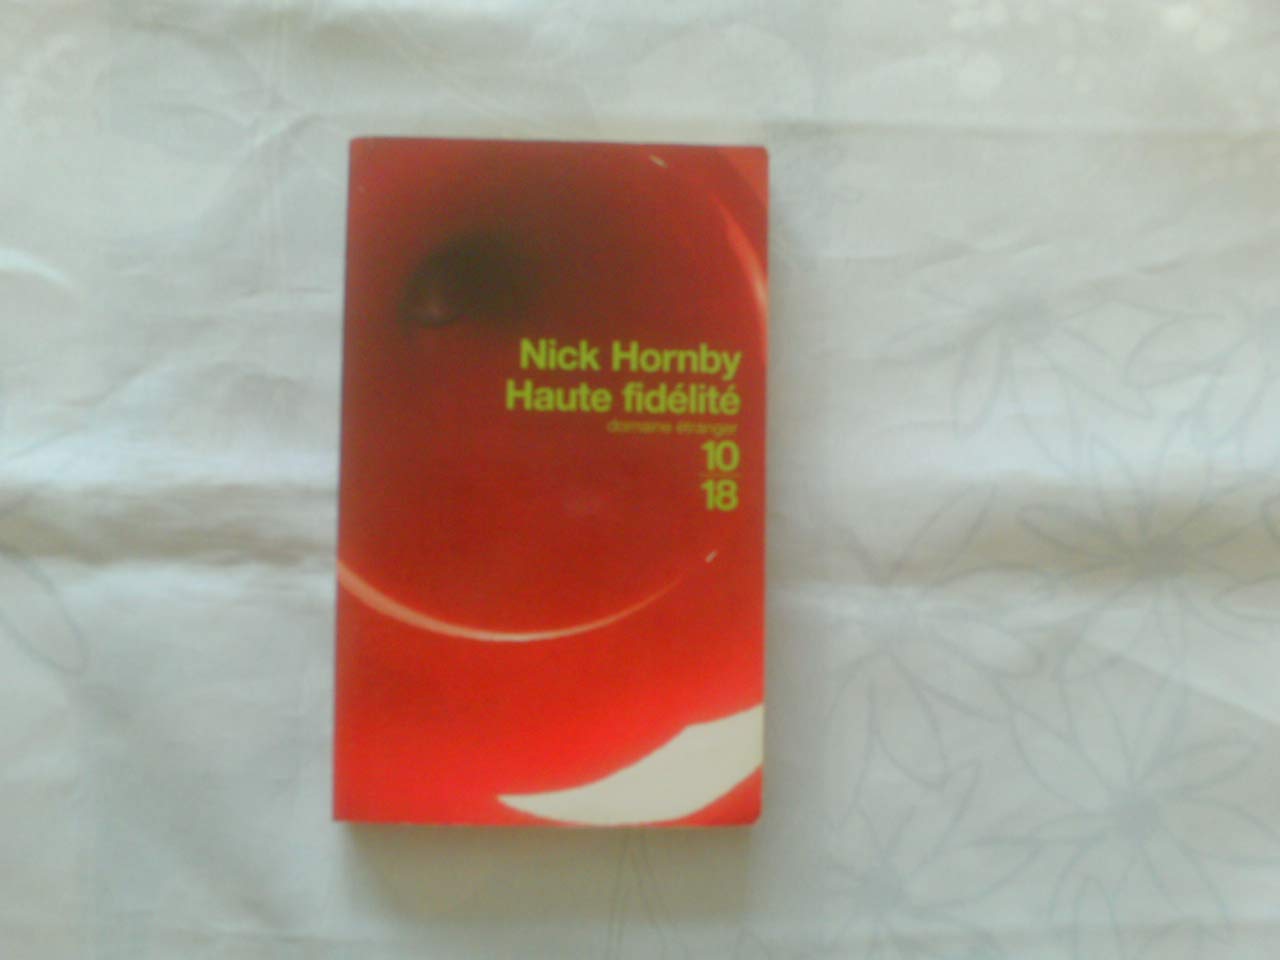 Nick Hornby
Haute fidélité
domaine étranger
10
18